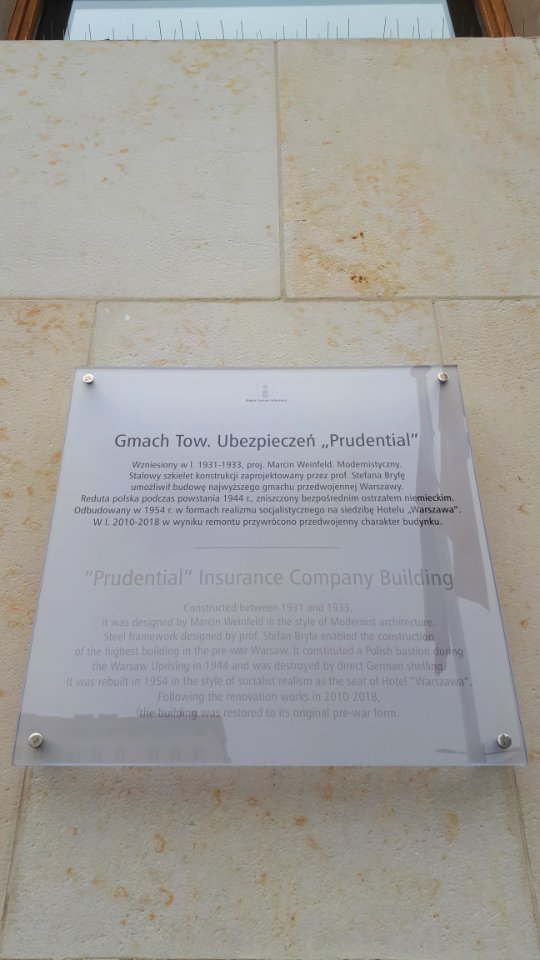 Miejski System Informacji
Gmach Tow. Ubezpieczeń „Prudential”
Wzniesiony w l. 1931-1933, proj. Marcin Weinfeld. Modernistyczny.
Stalowy szkielet konstrukcji zaprojektowany przez prof. Stefana Bryłę
umożliwił budowę najwyższego gmachu przedwojennej Warszawy.
Reduta polska podczas powstania 1944 r., zniszczony bezpośrednim ostrzałem niemieckim.
Odbudowany w 1954 r. w formach realizmu socjalistycznego na siedzibę Hotelu „Warszawa”.
W l. 2010-2018 w wyniku remontu przywrócono przedwojenny charakter budynku.
“Prudential” Insurance Company Building
Constructed between 1931 and 1933,
it was designed by Marcin Weinfeld in the style of Modernist architecture.
Steel framework designed by prof. Stefan Bryła enabled the construction
of the highest building in the pre-war Warsaw. It constituted a Polish bastion during
the Warsaw Uprising in 1944 and was destroyed by direct German shelling.
It was rebuilt in 1954 in the style of socialist realism as the seat of Hotel “Warszawa”.
Following the renovation works in 2010-2018,
the building was restored to its original pre-war form.